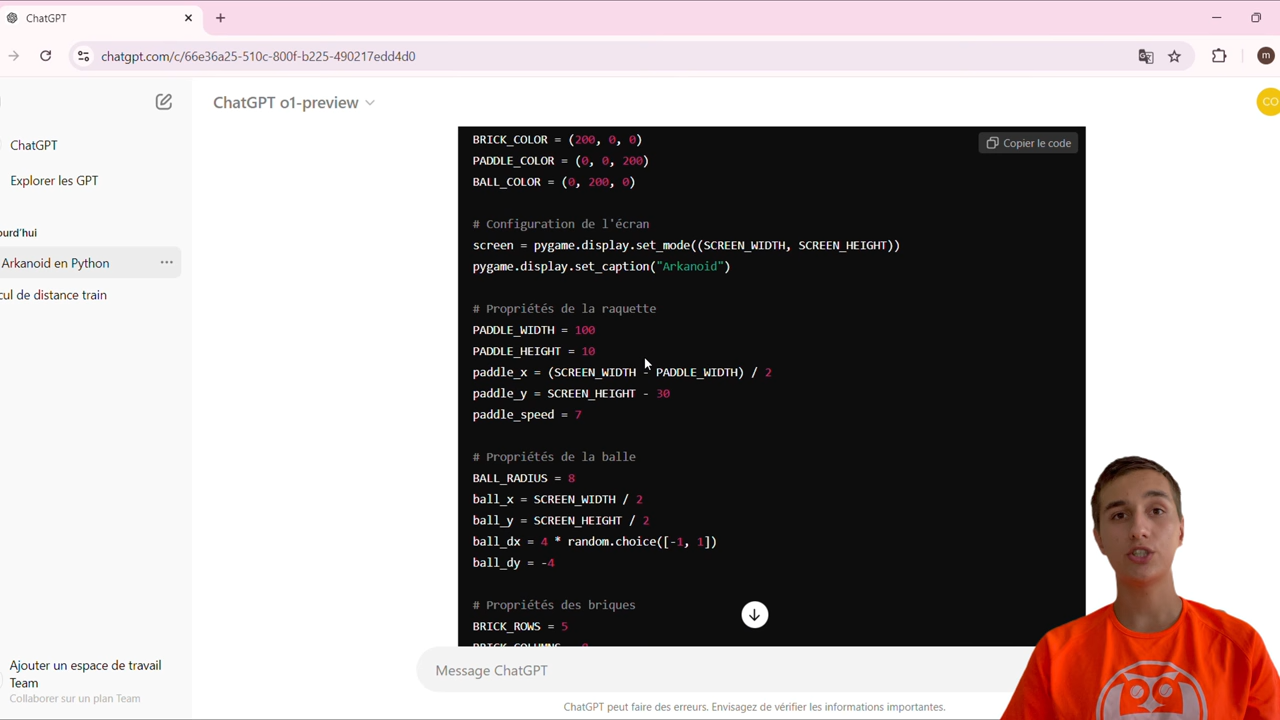 ChatGPT
chatgpt.com/c/66e36a25-510c-800f-b225-490217edd4d0
m
ChatGPT o1-preview
CO
ChatGPT
Explorer les GPT
ourd'hui
Arkanoid en Python
cul de distance train
Ajouter un espace de travail
Team
Collaborer sur un plan Team
Copier le code
BRICK_COLOR = (200, 0, 0)
PADDLE_COLOR = (0, 0, 200)
BALL_COLOR = (0, 200, 0)
# Configuration de l'écran
screen = pygame.display.set_mode((SCREEN_WIDTH, SCREEN_HEIGHT))
pygame.display.set_caption("Arkanoid")
# Propriétés de la raquette
PADDLE_WIDTH = 100
PADDLE_HEIGHT = 10
paddle_x = (SCREEN_WIDTH - PADDLE_WIDTH) / 2
paddle_y = SCREEN_HEIGHT - 30
paddle_speed = 7
# Propriétés de la balle
BALL_RADIUS = 8
ball_x = SCREEN_WIDTH / 2
ball_y = SCREEN_HEIGHT / 2
ball_dx = 4 * random.choice([-1, 1])
ball_dy = -4
# Propriétés des briques
BRICK_ROWS = 5
Message ChatGPT
ChatGPT peut faire des erreurs. Envisagez de vérifier les informations importantes.